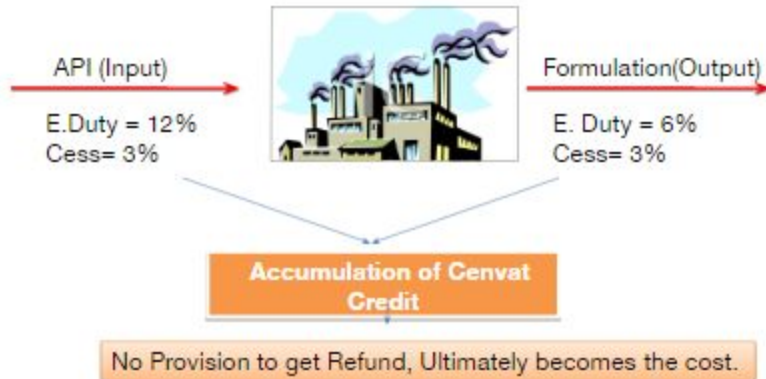 API (Input)
Formulation(Output)
E.Duty = 12%
Cess= 3%
E. Duty = 6%
Cess= 3%
Accumulation of Cenvat
Credit
No Provision to get Refund, Ultimately becomes the cost.